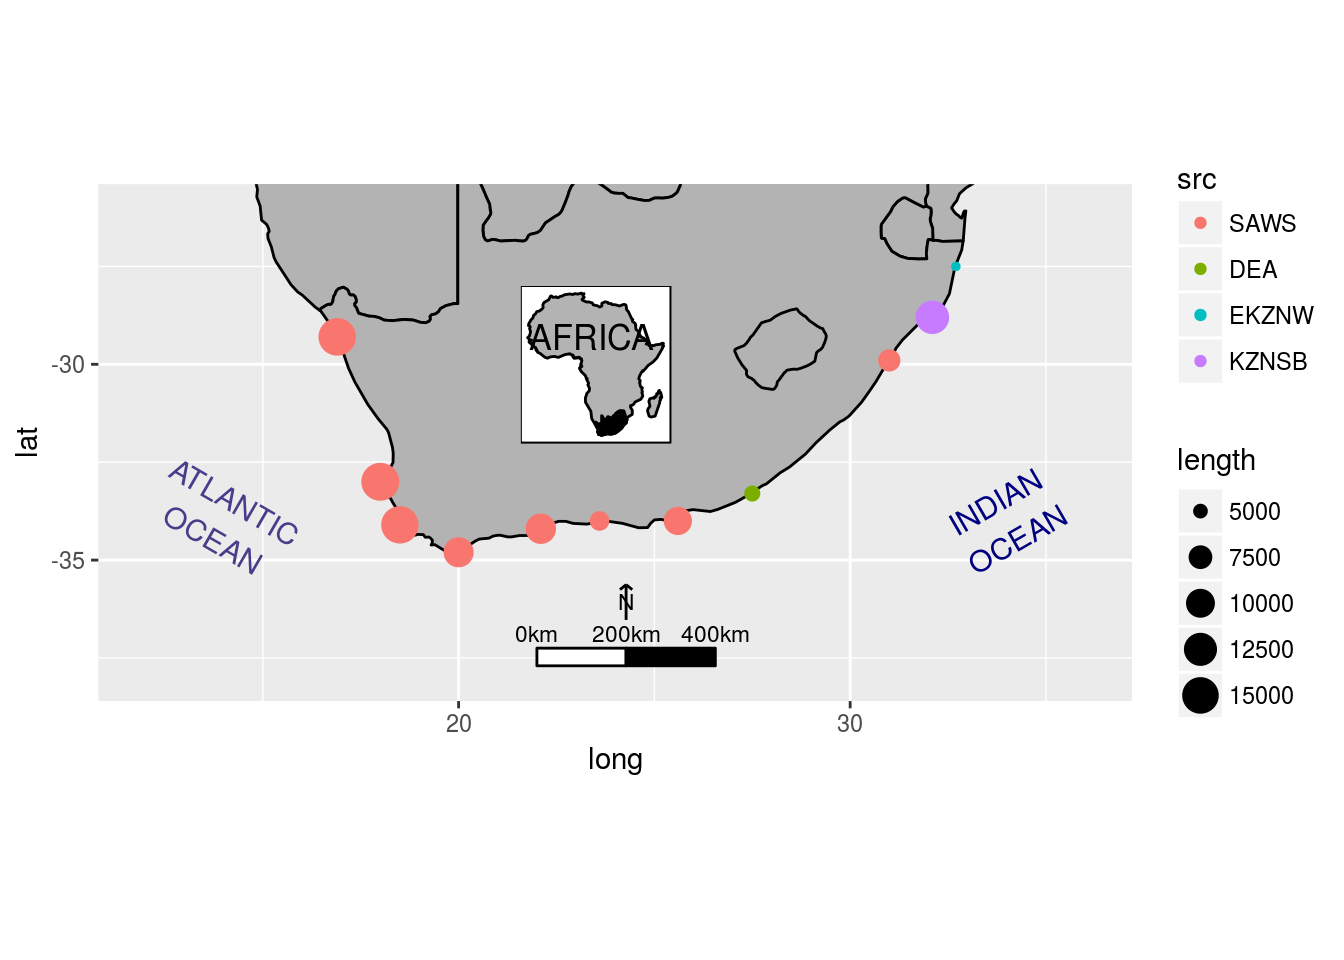 src
SAWS
DEA
EKZNW
KZNSB
length
5000
7500
10000
12500
15000
AFRICA
ATLANTIC
OCEAN
INDIAN
OCEAN
N
0km 200km 400km
-30
-35
lat
20 30
long